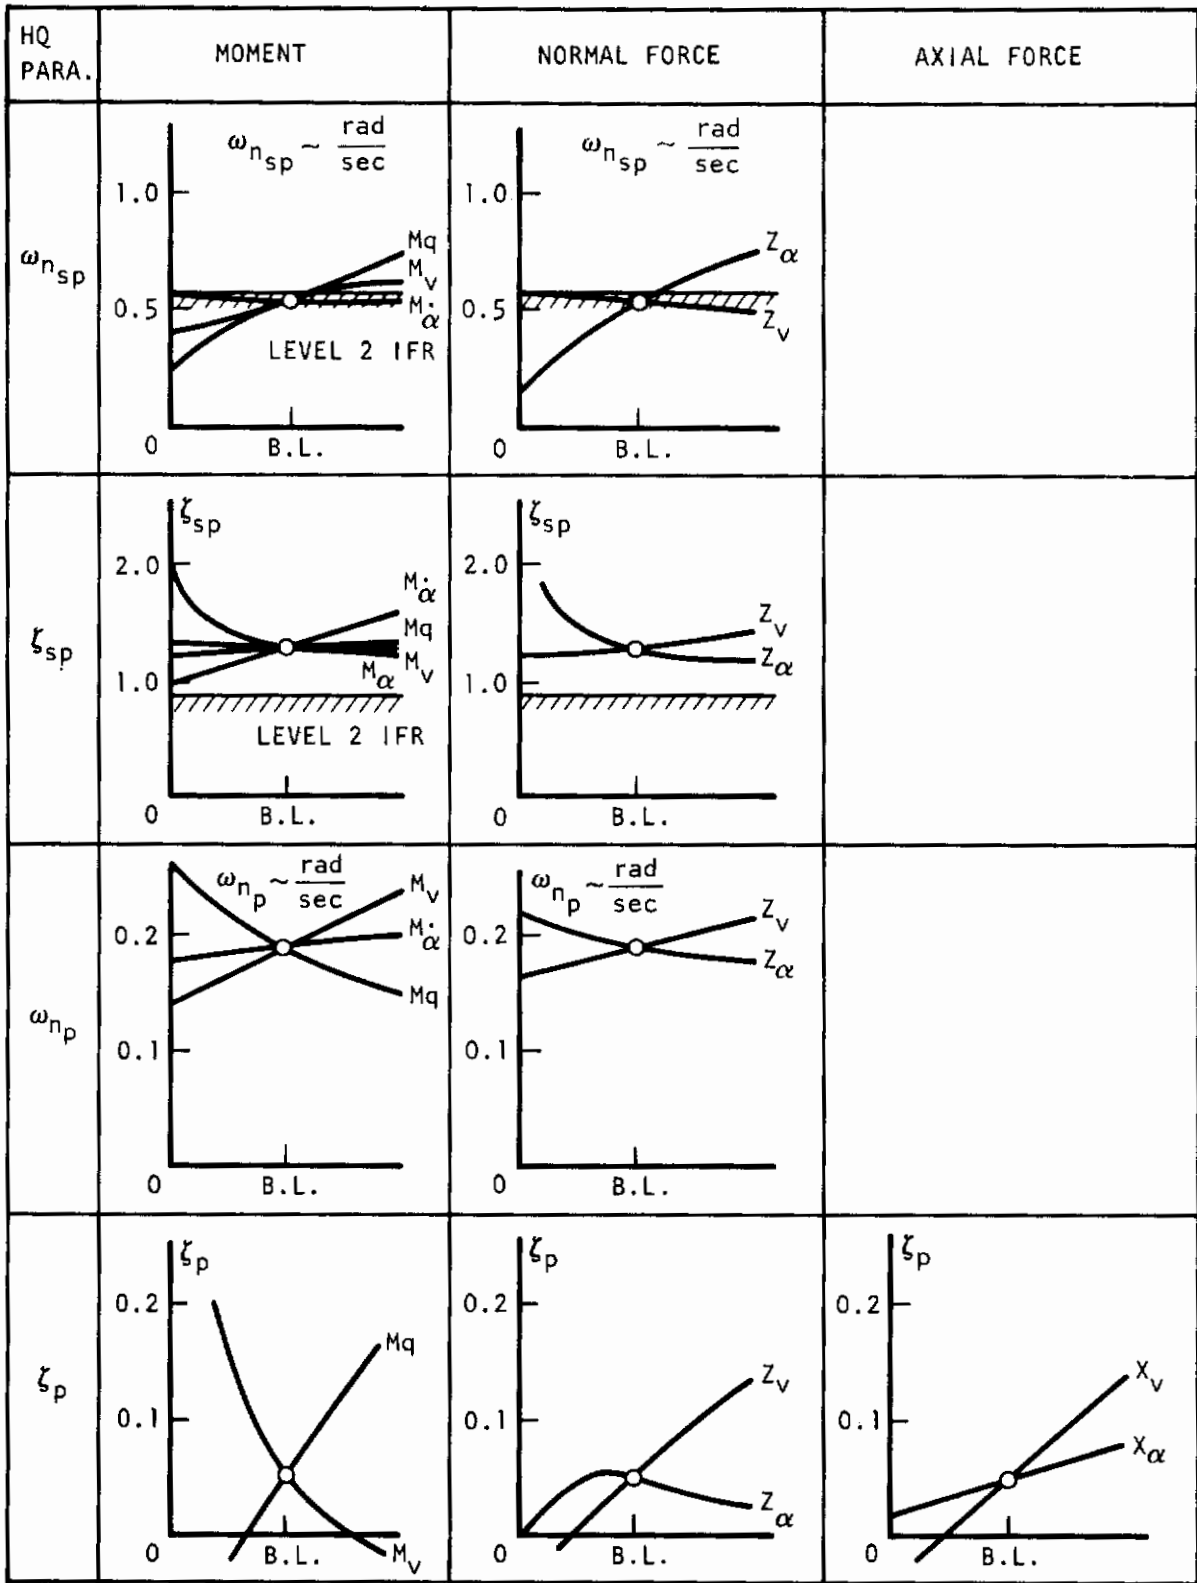 HQ PARA.
MOMENT
NORMAL FORCE
AXIAL FORCE
ω_n_sp
ω_n_sp ~ rad/sec
1.0
0.5
0
Mq
M_v
M_α̇
LEVEL 2 IFR
B.L.
ω_n_sp ~ rad/sec
1.0
0.5
0
Z_α
Z_v
B.L.
ζ_sp
ζ_sp
2.0
1.0
0
M_α̇
Mq
M_v
M_α
LEVEL 2 IFR
B.L.
ζ_sp
2.0
1.0
0
Z_v
Z_α
B.L.
ω_n_p
ω_n_p ~ rad/sec
0.2
0.1
0
M_v
M_α̇
Mq
B.L.
ω_n_p ~ rad/sec
0.2
0.1
0
Z_v
Z_α
B.L.
ζ_p
ζ_p
0.2
0.1
0
Mq
M_v
B.L.
ζ_p
0.2
0.1
0
Z_v
Z_α
B.L.
ζ_p
0.2
0.1
0
X_v
X_α
B.L.